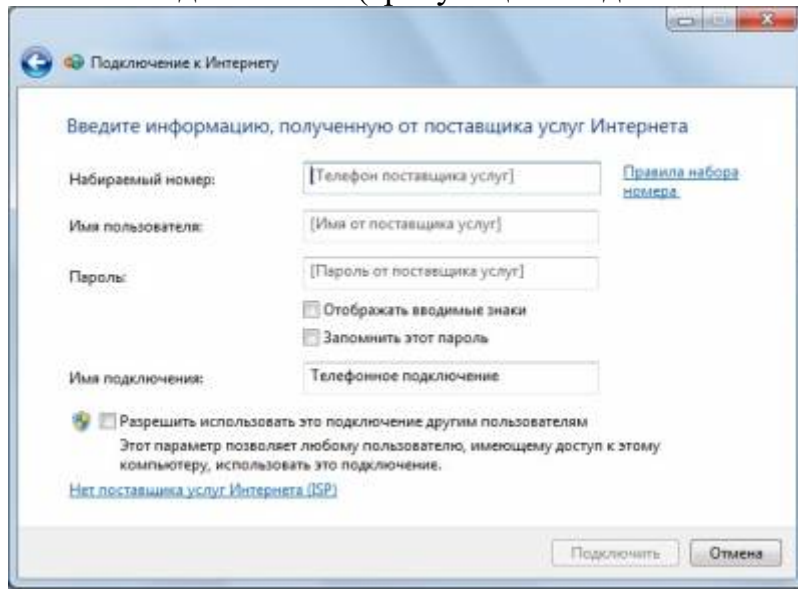 Подключение к Интернету
Введите информацию, полученную от поставщика услуг Интернета
Набираемый номер:
[Телефон поставщика услуг]
Правила набора
номера
Имя пользователя:
[Имя от поставщика услуг]
Пароль:
[Пароль от поставщика услуг]
Отображать вводимые знаки
Запомнить этот пароль
Имя подключения:
Телефонное подключение
Разрешить использовать это подключение другим пользователям
Этот параметр позволяет любому пользователю, имеющему доступ к этому
компьютеру, использовать это подключение.
Нет поставщика услуг Интернета (ISP)
Подключить
Отмена